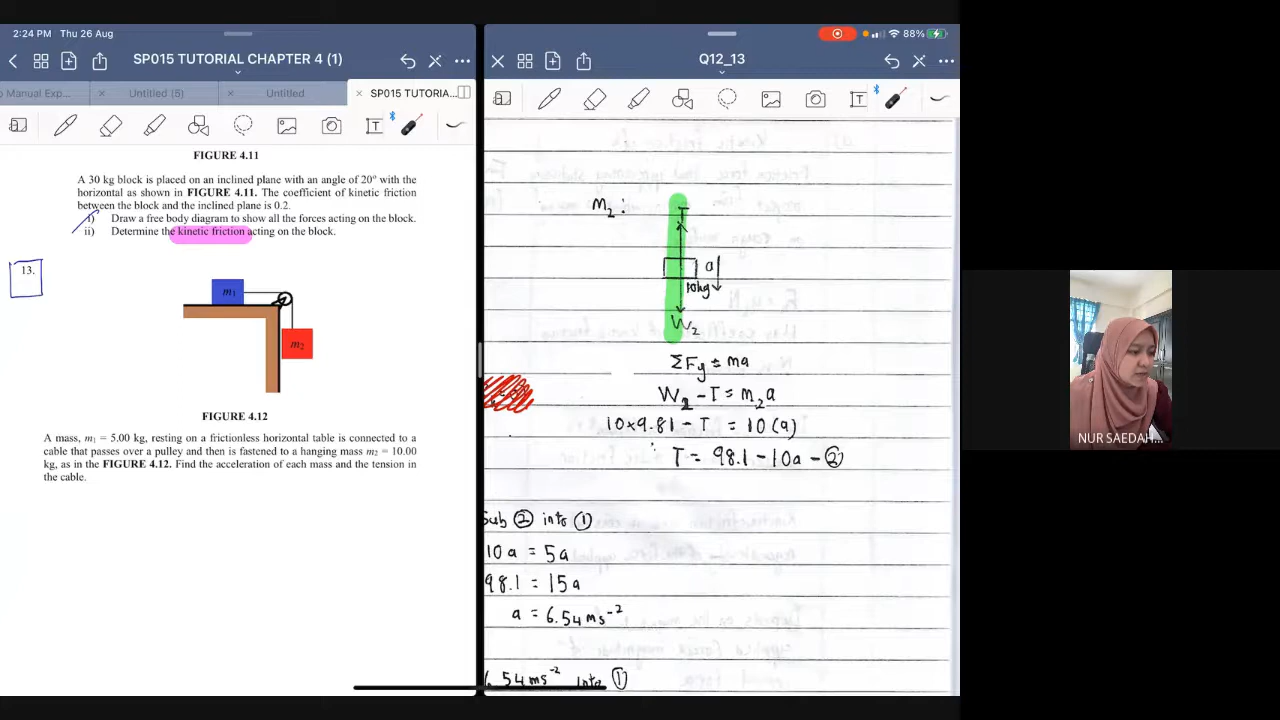 2:24 PM Thu 26 Aug
SP015 TUTORIAL CHAPTER 4 (1)
Manual Exp...
Untitled (5)
Untitled
SP015 TUTORIA...
FIGURE 4.11
A 30 kg block is placed on an inclined plane with an angle of 20° with the
horizontal as shown in FIGURE 4.11. The coefficient of kinetic friction
between the block and the inclined plane is 0.2.
i) Draw a free body diagram to show all the forces acting on the block.
ii) Determine the kinetic friction acting on the block.
13.
m₁
m₂
FIGURE 4.12
A mass, m₁ = 5.00 kg, resting on a frictionless horizontal table is connected to a
cable that passes over a pulley and then is fastened to a hanging mass m₂ = 10.00
kg, as in the FIGURE 4.12. Find the acceleration of each mass and the tension in
the cable.
88%
Q12_13
m₂ :
T
a
10kg
W₂
ΣFy = ma
W₂ - T = m₂a
10×9.81 - T = 10(a)
T = 98.1 - 10a - ②
Sub ② into ①
10a = 5a
98.1 = 15a
a = 6.54 ms⁻²
6.54 ms⁻² into ①
NUR SAEDAH...